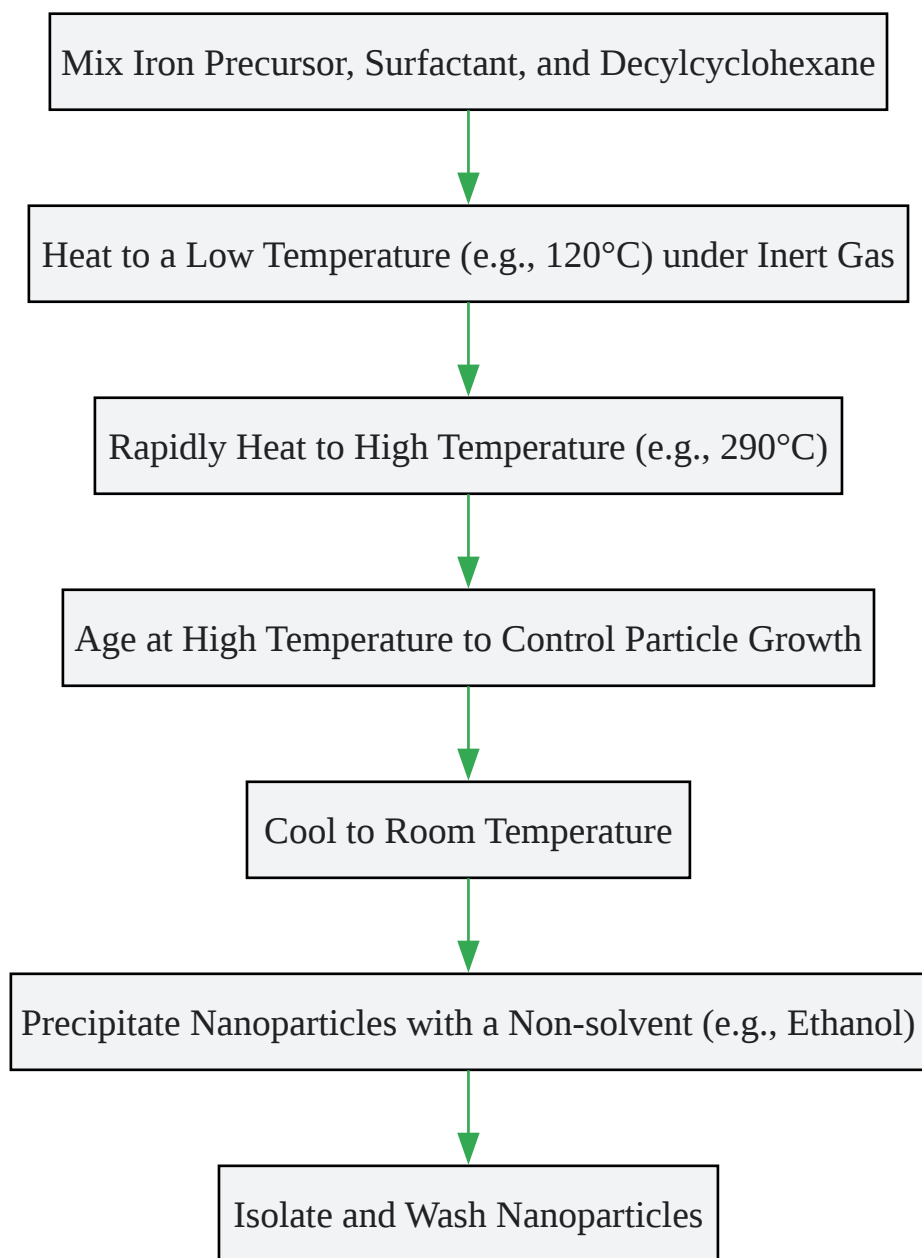 Mix Iron Precursor, Surfactant, and Decylcyclohexane
Heat to a Low Temperature (e.g., 120°C) under Inert Gas
Rapidly Heat to High Temperature (e.g., 290°C)
Age at High Temperature to Control Particle Growth
Cool to Room Temperature
Precipitate Nanoparticles with a Non-solvent (e.g., Ethanol)
Isolate and Wash Nanoparticles